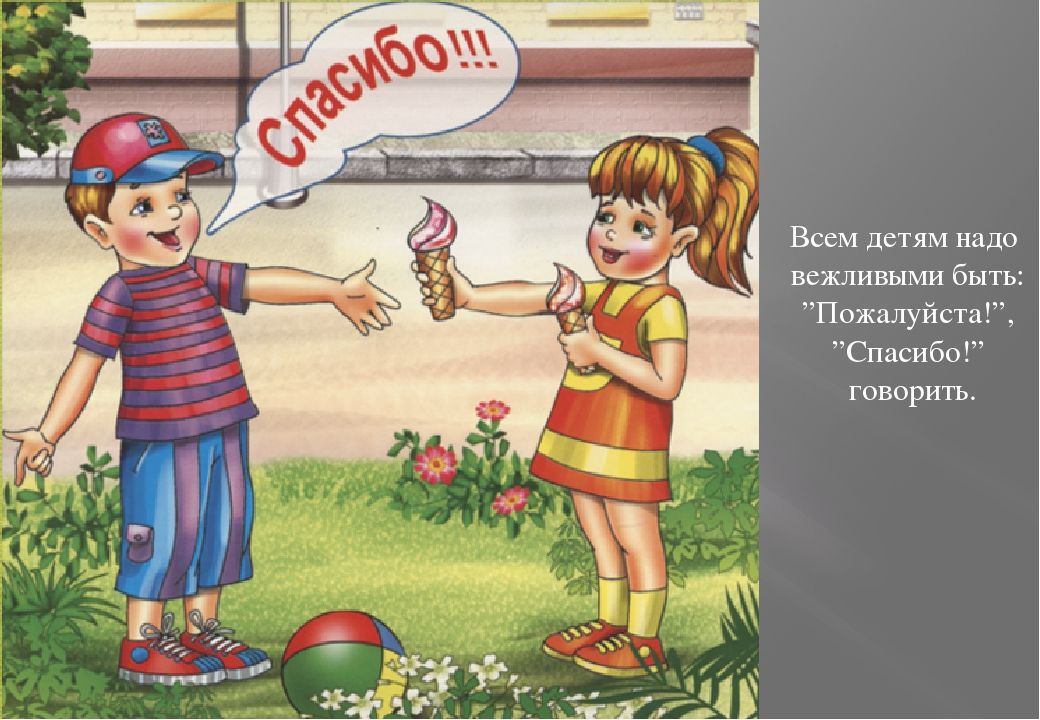 Спасибо!!!
Всем детям надо
вежливыми быть:
”Пожалуйста!”,
”Спасибо!”
говорить.